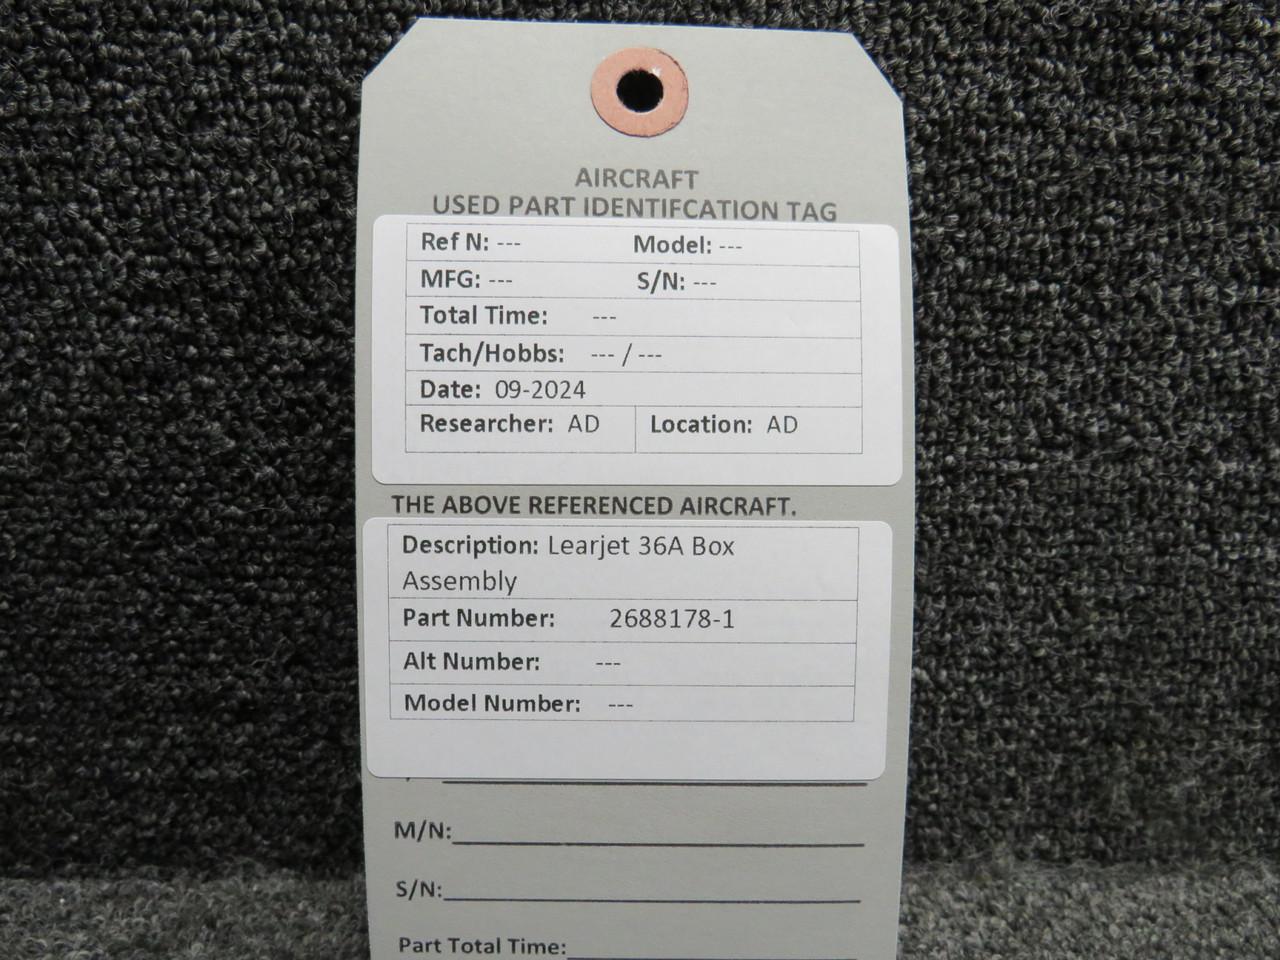 AIRCRAFT
USED PART IDENTIFCATION TAG
Ref N: --- Model: ---
MFG: --- S/N: ---
Total Time: ---
Tach/Hobbs: --- / ---
Date: 09-2024
Researcher: AD Location: AD
THE ABOVE REFERENCED AIRCRAFT.
Description: Learjet 36A Box
Assembly
Part Number: 2688178-1
Alt Number: ---
Model Number: ---
M/N:
S/N:
Part Total Time: